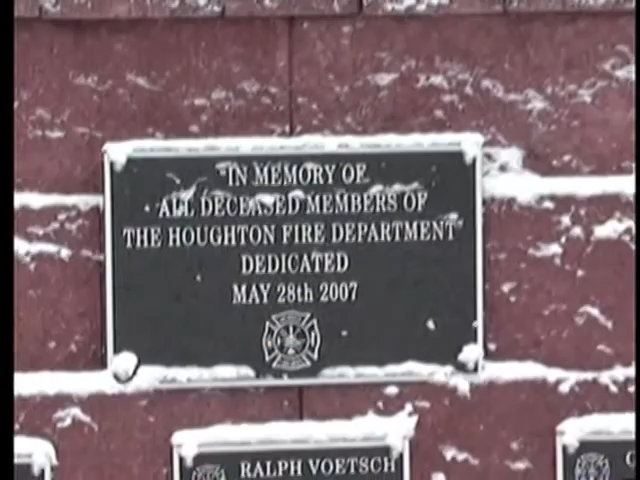 IN MEMORY OF
ALL DECEASED MEMBERS OF
THE HOUGHTON FIRE DEPARTMENT
DEDICATED
MAY 28th 2007
RALPH VOETSCH